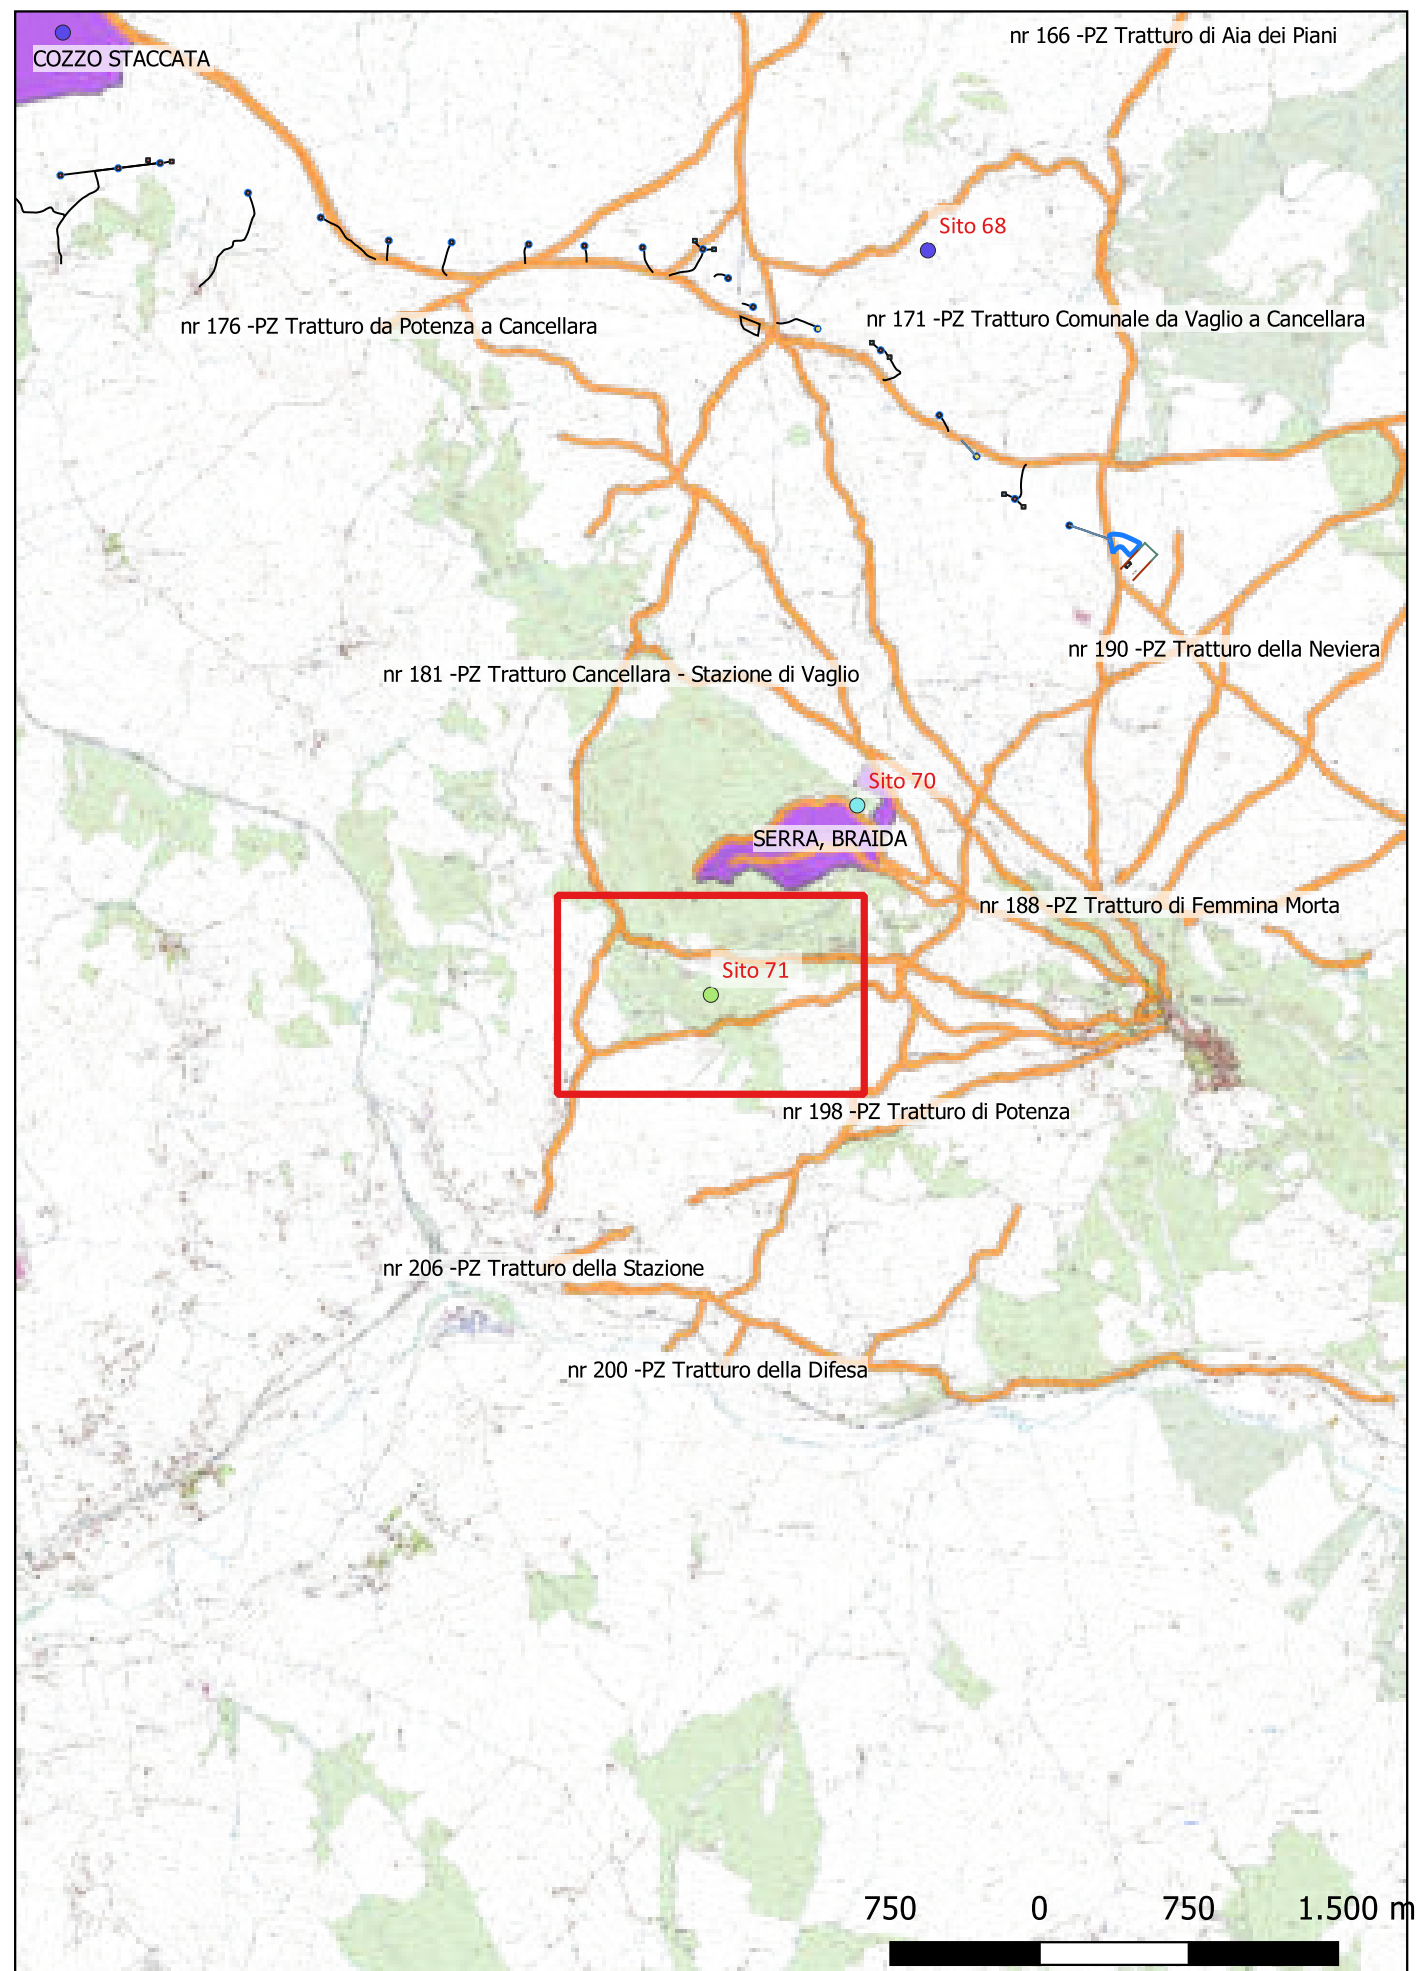 nr 166 -PZ Tratturo di Aia dei Piani
COZZO STACCATA
Sito 68
nr 176 -PZ Tratturo da Potenza a Cancellara
nr 171 -PZ Tratturo Comunale da Vaglio a Cancellara
nr 190 -PZ Tratturo della Neviera
nr 181 -PZ Tratturo Cancellara - Stazione di Vaglio
Sito 70
SERRA, BRAIDA
nr 188 -PZ Tratturo di Femmina Morta
Sito 71
nr 198 -PZ Tratturo di Potenza
nr 206 -PZ Tratturo della Stazione
nr 200 -PZ Tratturo della Difesa
750 0 750 1.500 m